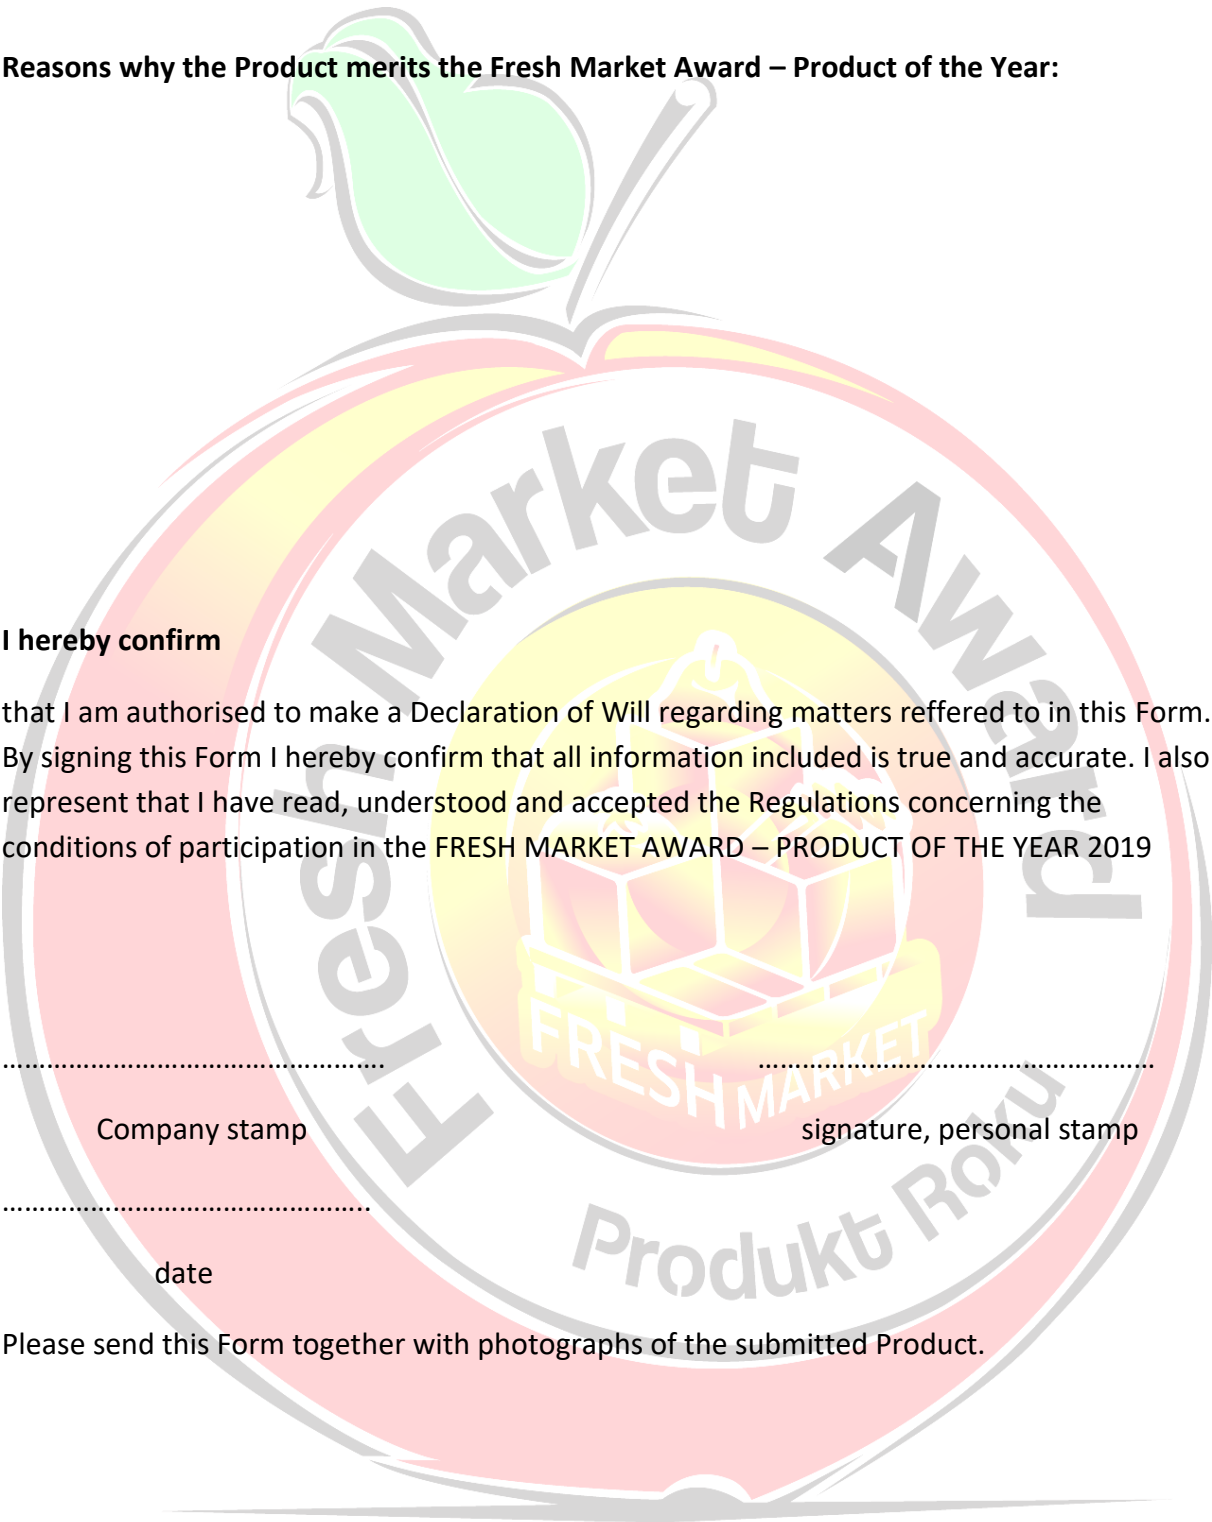 Reasons why the Product merits the Fresh Market Award – Product of the Year:
Fresh Market Award
I hereby confirm
that I am authorised to make a Declaration of Will regarding matters reffered to in this Form.
By signing this Form I hereby confirm that all information included is true and accurate. I also
represent that I have read, understood and accepted the Regulations concerning the
conditions of participation in the FRESH MARKET AWARD – PRODUCT OF THE YEAR 2019
FRESH MARKET
…………………………………………… ………………………………………………
Company stamp signature, personal stamp
…………………………………………..
Produkt Roku
date
Please send this Form together with photographs of the submitted Product.